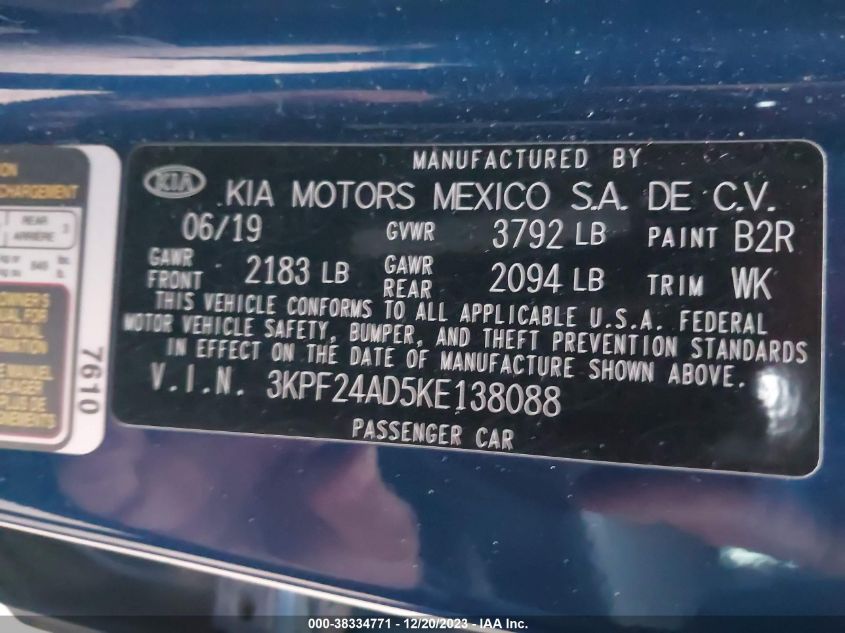 MANUFACTURED BY
KIA KIA MOTORS MEXICO S.A. DE C.V.
06/19 GVWR 3792 LB PAINT B2R
GAWR FRONT 2183 LB GAWR REAR 2094 LB TRIM WK
THIS VEHICLE CONFORMS TO ALL APPLICABLE U.S.A. FEDERAL
MOTOR VEHICLE SAFETY, BUMPER, AND THEFT PREVENTION STANDARDS
IN EFFECT ON THE DATE OF MANUFACTURE SHOWN ABOVE.
V.I.N. 3KPF24AD5KE138088
PASSENGER CAR
REAR
ARRIERE 3
7610
000-38334771 - 12/20/2023 - IAA Inc.